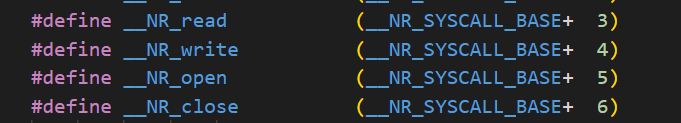 #define __NR_read (__NR_SYSCALL_BASE+ 3)
#define __NR_write (__NR_SYSCALL_BASE+ 4)
#define __NR_open (__NR_SYSCALL_BASE+ 5)
#define __NR_close (__NR_SYSCALL_BASE+ 6)